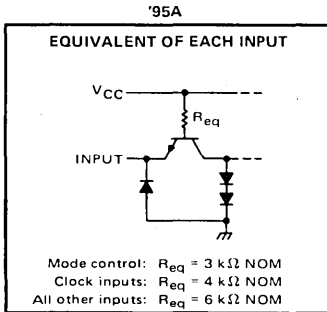 '95A
EQUIVALENT OF EACH INPUT
VCC
Req
INPUT
Mode control: Req = 3 kΩ NOM
Clock inputs: Req = 4 kΩ NOM
All other inputs: Req = 6 kΩ NOM